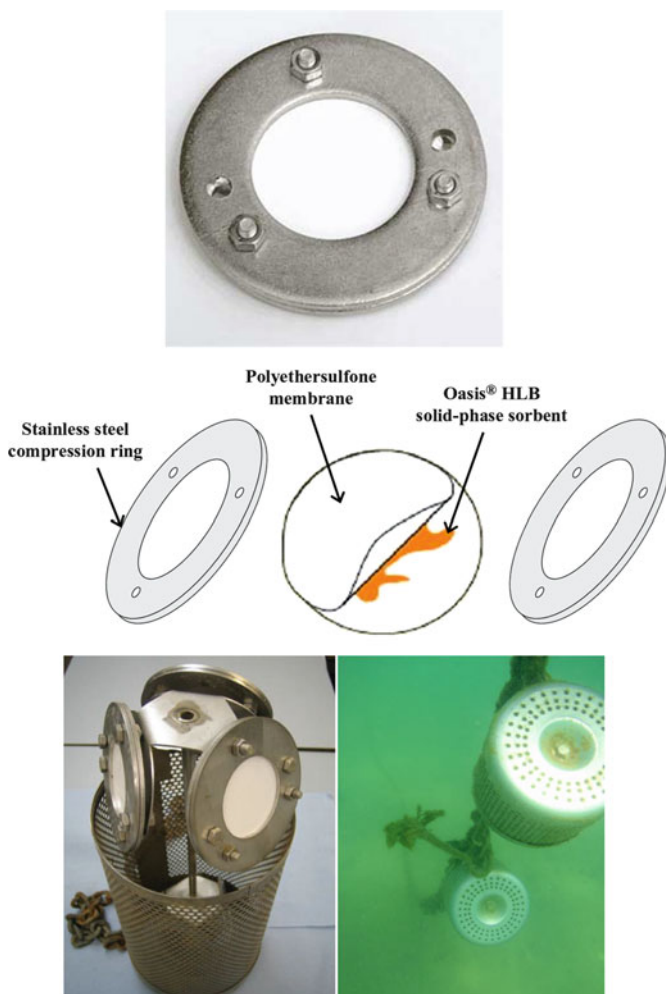 Polyethersulfone
membrane
Oasis® HLB
solid-phase sorbent
Stainless steel
compression ring